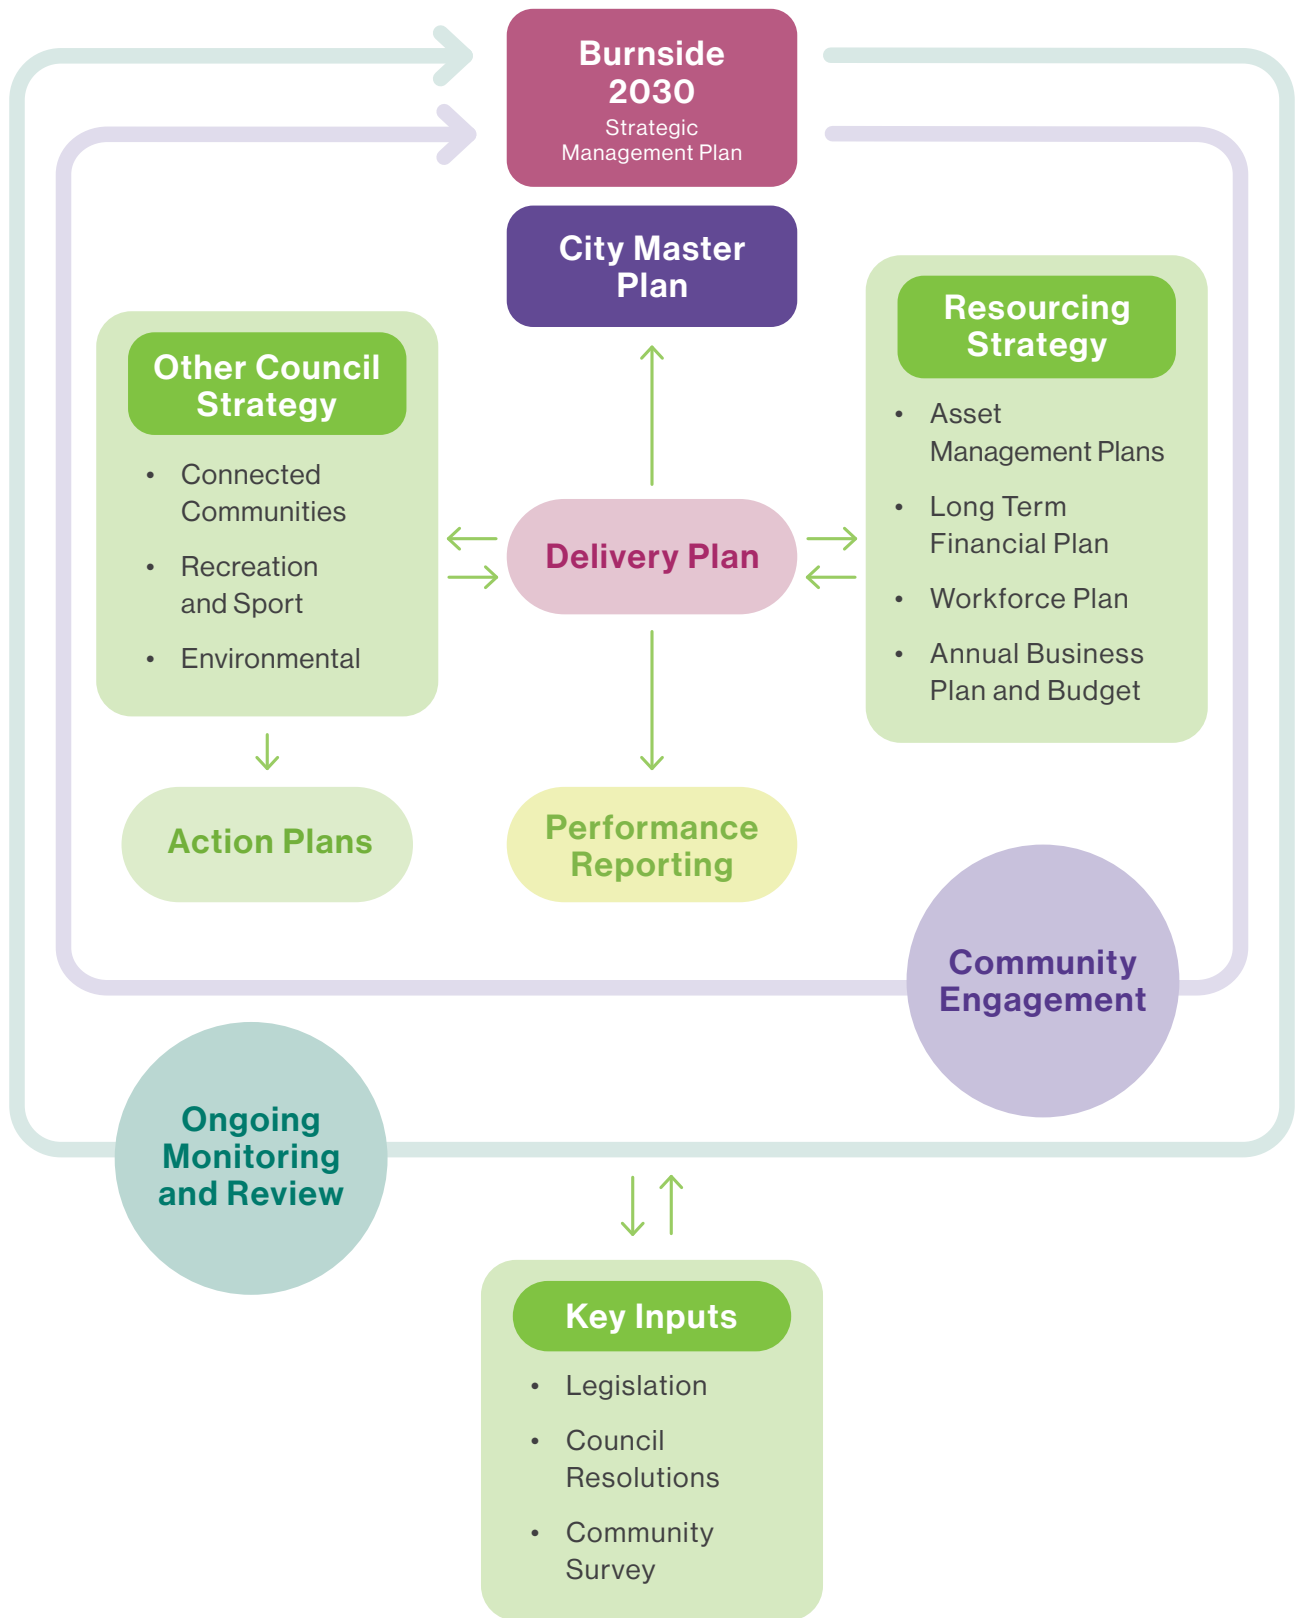 Burnside
2030
Strategic
Management Plan
City Master
Plan
Other Council
Strategy
• Connected
Communities
• Recreation
and Sport
• Environmental
Delivery Plan
Resourcing
Strategy
• Asset
Management Plans
• Long Term
Financial Plan
• Workforce Plan
• Annual Business
Plan and Budget
Action Plans
Performance
Reporting
Community
Engagement
Ongoing
Monitoring
and Review
Key Inputs
• Legislation
• Council
Resolutions
• Community
Survey